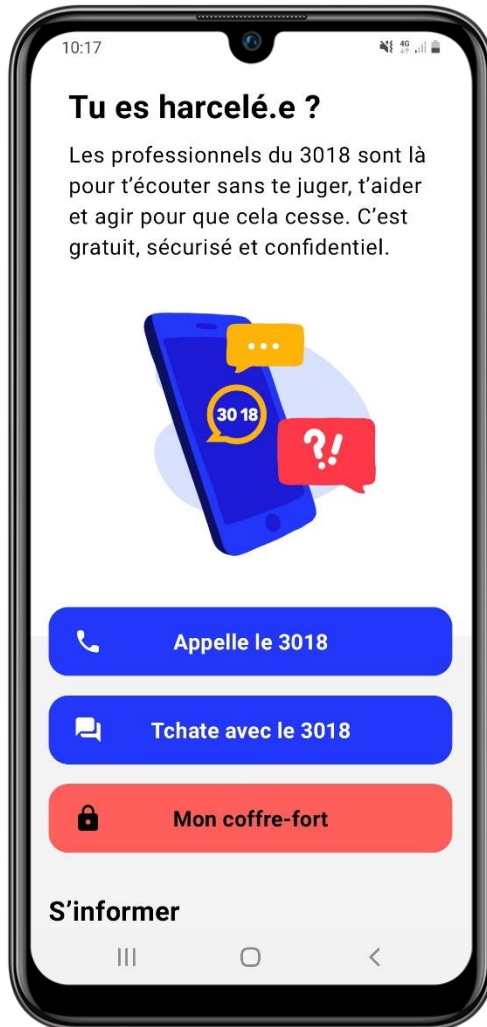 10:17
4G
Tu es harcelé.e ?
Les professionnels du 3018 sont là
pour t’écouter sans te juger, t’aider
et agir pour que cela cesse. C’est
gratuit, sécurisé et confidentiel.
30 18
?!
Appelle le 3018
Tchate avec le 3018
Mon coffre-fort
S’informer